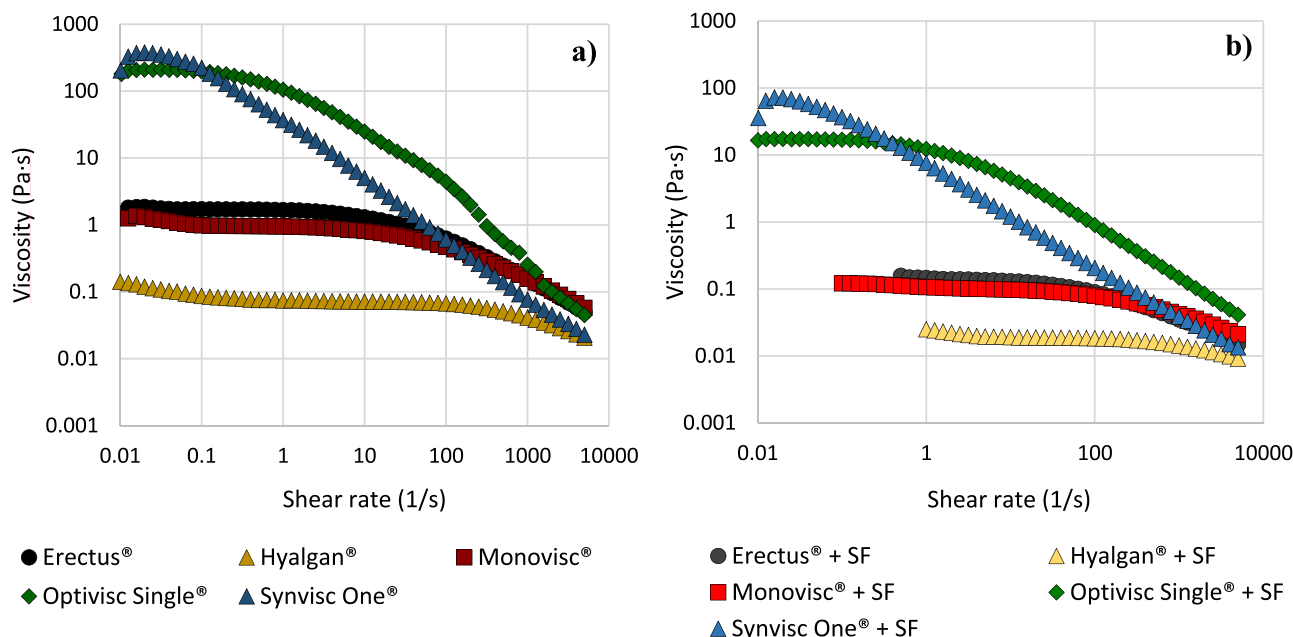 a)
Viscosity (Pa·s)
1000
100
10
1
0.1
0.01
0.001
0.01 0.1 1 10 100 1000 10000
Shear rate (1/s)
Erectus® Hyalgan® Monovisc®
Optivisc Single® Synvisc One®
b)
Viscosity (Pa·s)
1000
100
10
1
0.1
0.01
0.001
0.01 1 100 10000
Shear rate (1/s)
Erectus® + SF Hyalgan® + SF
Monovisc® + SF Optivisc Single® + SF
Synvisc One® + SF